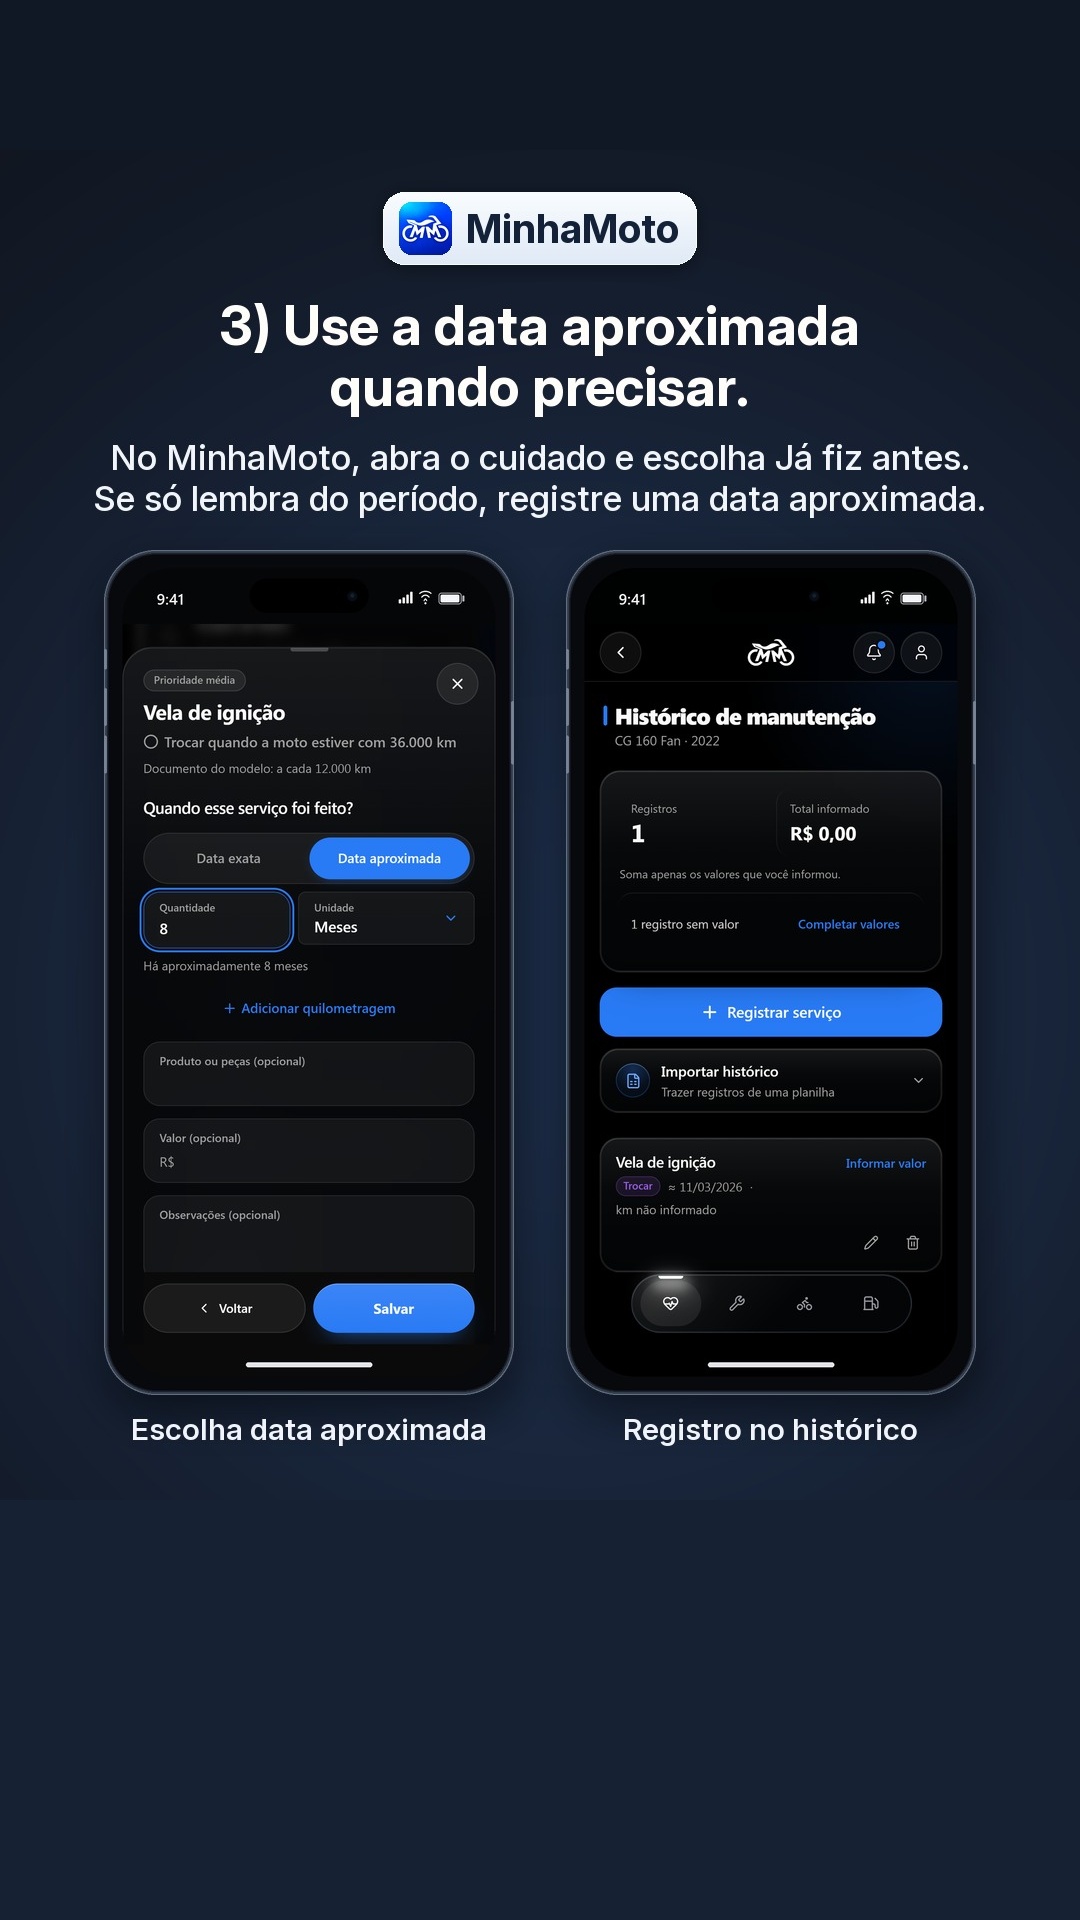 MinhaMoto
3) Use a data aproximada
quando precisar.
No MinhaMoto, abra o cuidado e escolha Já fiz antes.
Se só lembra do período, registre uma data aproximada.
9:41
Prioridade média
Vela de ignição
Trocar quando a moto estiver com 36.000 km
Documento do modelo: a cada 12.000 km
Quando esse serviço foi feito?
Data exata
Data aproximada
Quantidade
8
Unidade
Meses
Há aproximadamente 8 meses
+ Adicionar quilometragem
Produto ou peças (opcional)
Valor (opcional)
R$
Observações (opcional)
Voltar
Salvar
Escolha data aproximada
9:41
Histórico de manutenção
CG 160 Fan · 2022
Registros
1
Total informado
R$ 0,00
Soma apenas os valores que você informou.
1 registro sem valor
Completar valores
+ Registrar serviço
Importar histórico
Trazer registros de uma planilha
Vela de ignição
Informar valor
Trocar ≈ 11/03/2026 ·
km não informado
Registro no histórico